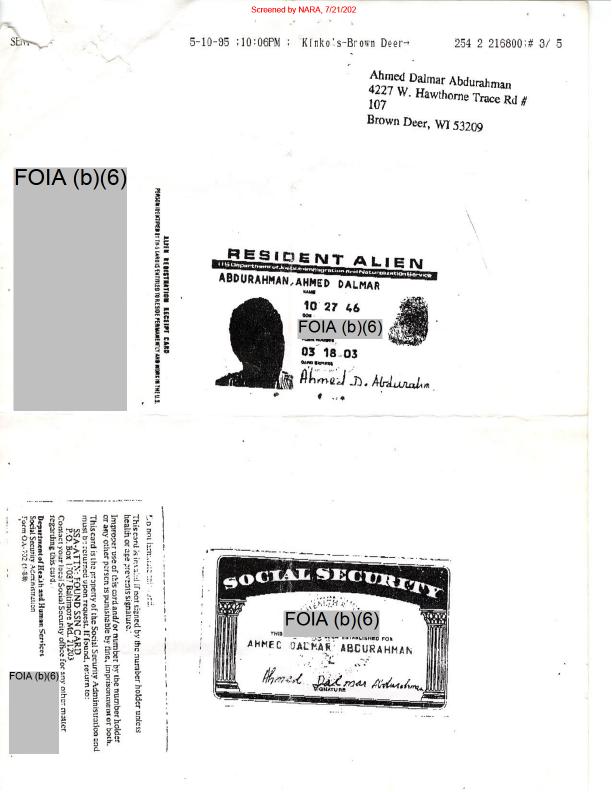 Screened by NARA, 7/21/202
5-10-95 ;10:06PM ; Kinko's-Brown Deer→ 254 2 216800;# 3/ 5
Ahmed Dalmar Abdurahman
4227 W. Hawthorne Trace Rd #
107
Brown Deer, WI 53209
FOIA (b)(6)
ALIEN REGISTRATION RECEIPT CARD
PERSON IDENTIFIED BY THIS CARD IS ENTITLED TO RESIDE PERMANENTLY AND WORK IN THE U.S.
RESIDENT ALIEN
U.S. Department of Justice-Immigration and Naturalization Service
ABDURAHMAN, AHMED DALMAR
NAME
10 27 46
DOB
FOIA (b)(6)
03 18 03
CARD EXPIRES
Ahmed D. Abdurahm
This card is invalid if not signed by the number holder unless
health or age prevents signature.
Improper use of this card and/or number by the number holder
or any other person is punishable by fine, imprisonment or both.
This card is the property of the Social Security Administration and
must be returned upon request. If found, return to:
SSA-ATTN: FOUND SSN CARD
P.O. Box 17087 Baltimore Md. 21203
Contact your local Social Security office for any other matter
regarding this card.
Department of Health and Human Services
Social Security Administration
Form OA-702 (1-88)
FOIA (b)(6)
SOCIAL SECURITY
FOIA (b)(6)
THIS ESTABLISHED FOR
AHMED DALMAR ABDURAHMAN
Ahmed Dalmar Abdurahman
SIGNATURE